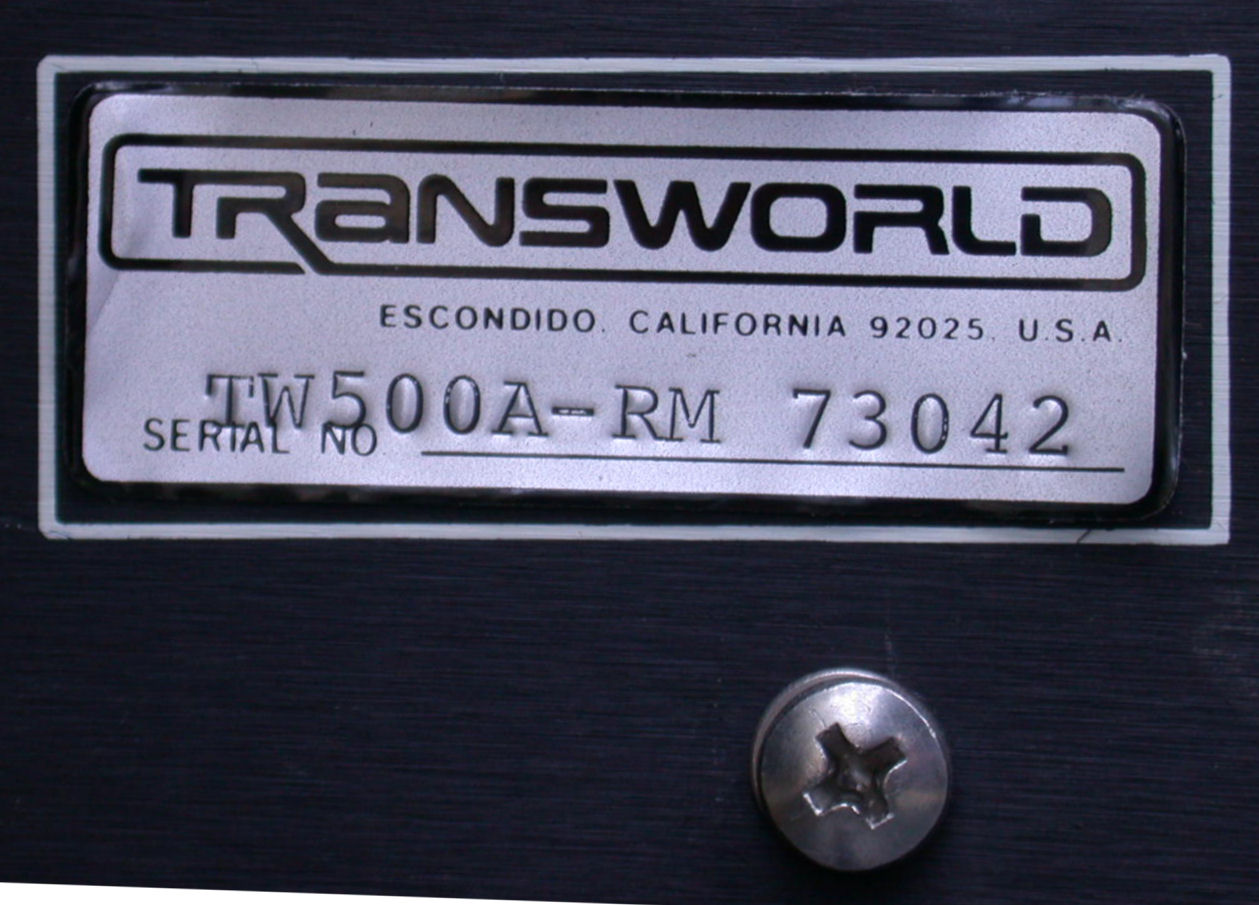 TRANSWORLD
ESCONDIDO, CALIFORNIA 92025, U.S.A.
TW500A-RM 73042
SERIAL NO.